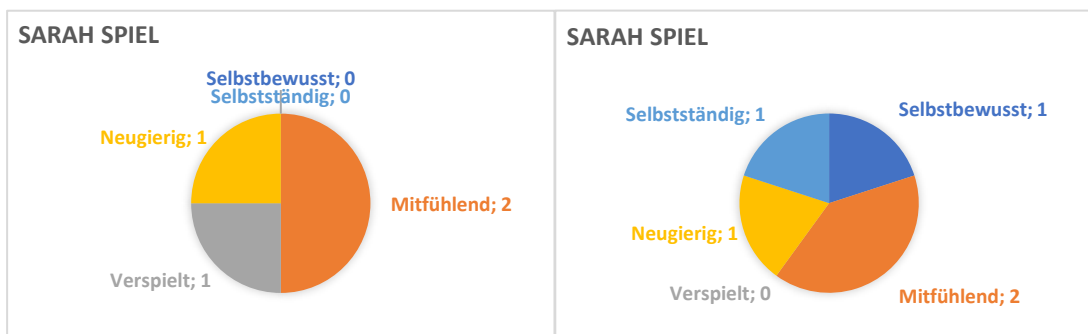 SARAH SPIEL
Selbstbewusst; 0
Selbstständig; 0
Neugierig; 1
Mitfühlend; 2
Verspielt; 1
SARAH SPIEL
Selbstständig; 1
Selbstbewusst; 1
Neugierig; 1
Verspielt; 0
Mitfühlend; 2